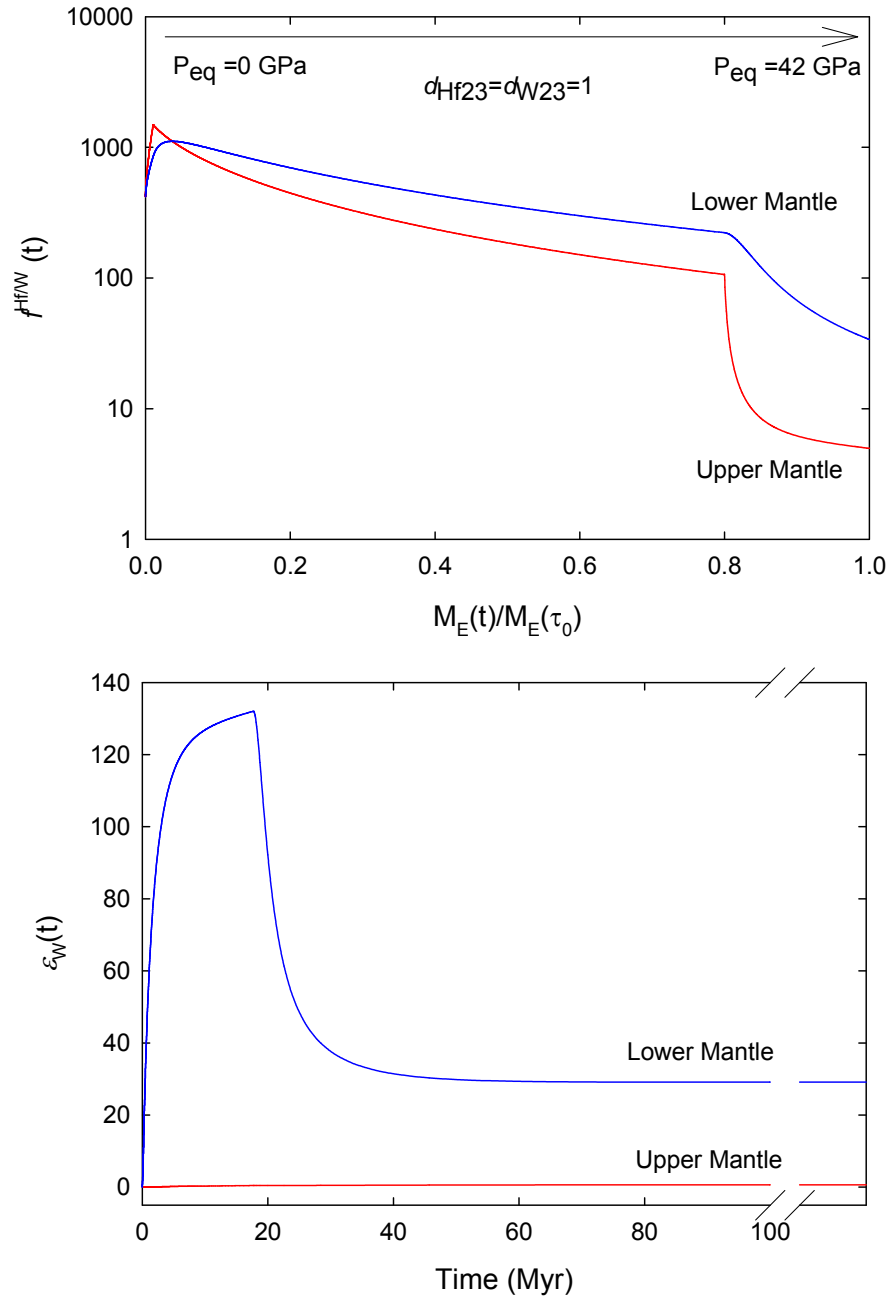 10000
P_eq =0 GPa
P_eq =42 GPa
d_Hf23=d_W23=1
1000
Lower Mantle
f^Hf/W (t)
100
10
Upper Mantle
1
0.0 0.2 0.4 0.6 0.8 1.0
M_E(t)/M_E(τ_0)
140
120
100
80
ε_W(t)
60
40
Lower Mantle
20
Upper Mantle
0
0 20 40 60 80 100
Time (Myr)